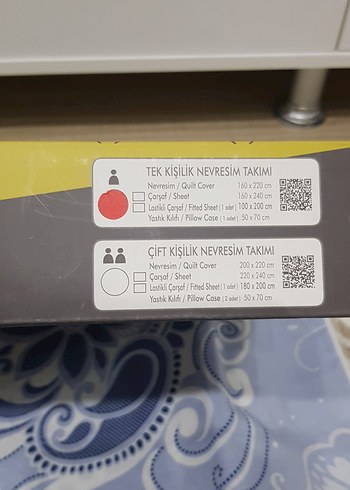 TEK KİŞİLİK NEVRESİM TAKIMI
Nevresim / Quilt Cover 160 x 220 cm
Çarşaf / Sheet 160 x 240 cm
Lastikli Çarşaf / Fitted Sheet ( 1 adet ) 100 x 200 cm
Yastık Kılıfı / Pillow Case ( 1 adet ) 50 x 70 cm
ÇİFT KİŞİLİK NEVRESİM TAKIMI
Nevresim / Quilt Cover 200 x 220 cm
Çarşaf / Sheet 220 x 240 cm
Lastikli Çarşaf / Fitted Sheet ( 1 adet ) 180 x 200 cm
Yastık Kılıfı / Pillow Case ( 2 adet ) 50 x 70 cm